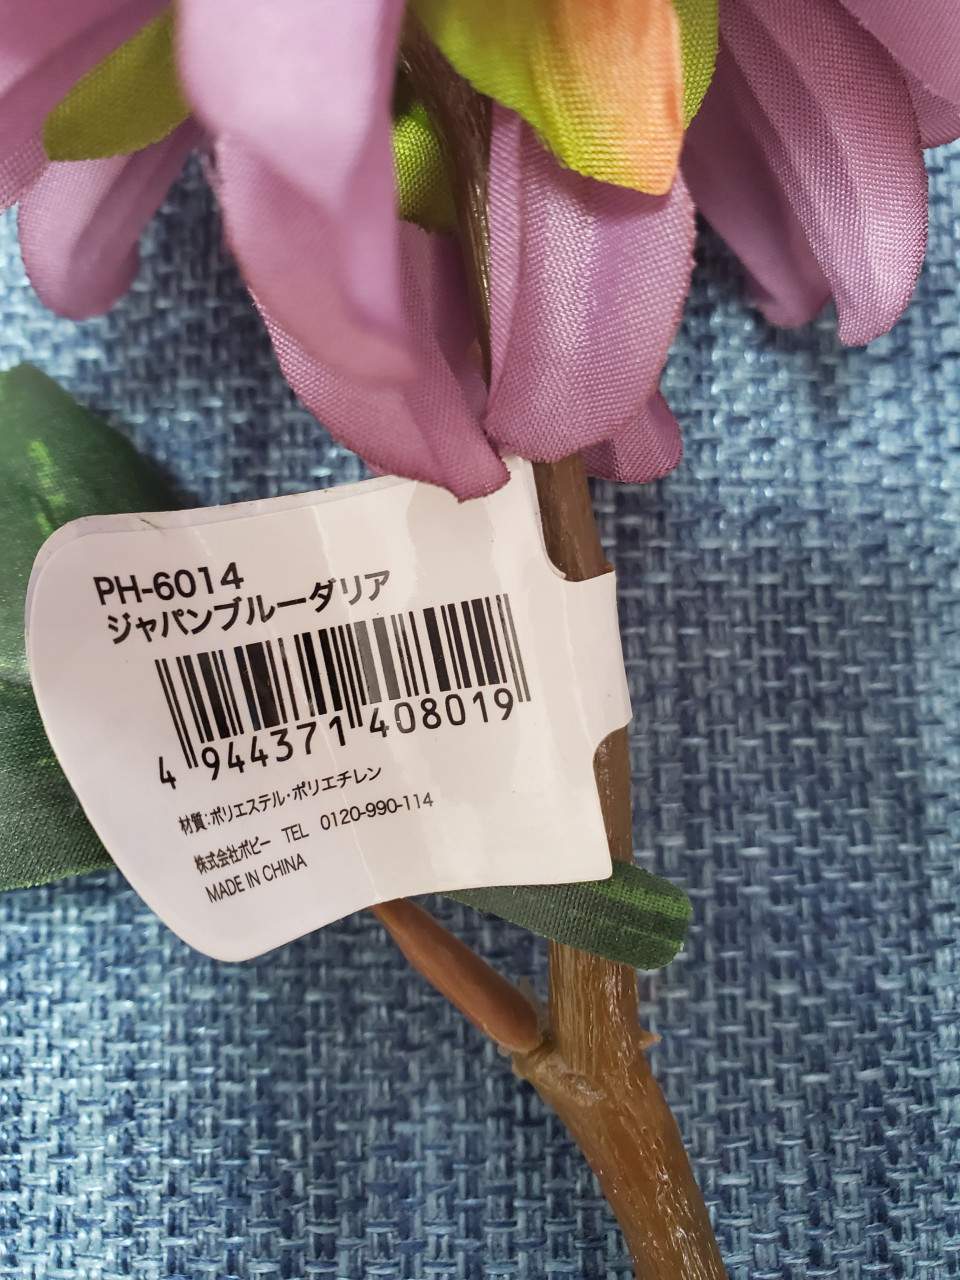 PH-6014
ジャパンブルーダリア
4 944371 408019
材質:ポリエステル・ポリエチレン
株式会社ポピー TEL 0120-990-114
MADE IN CHINA